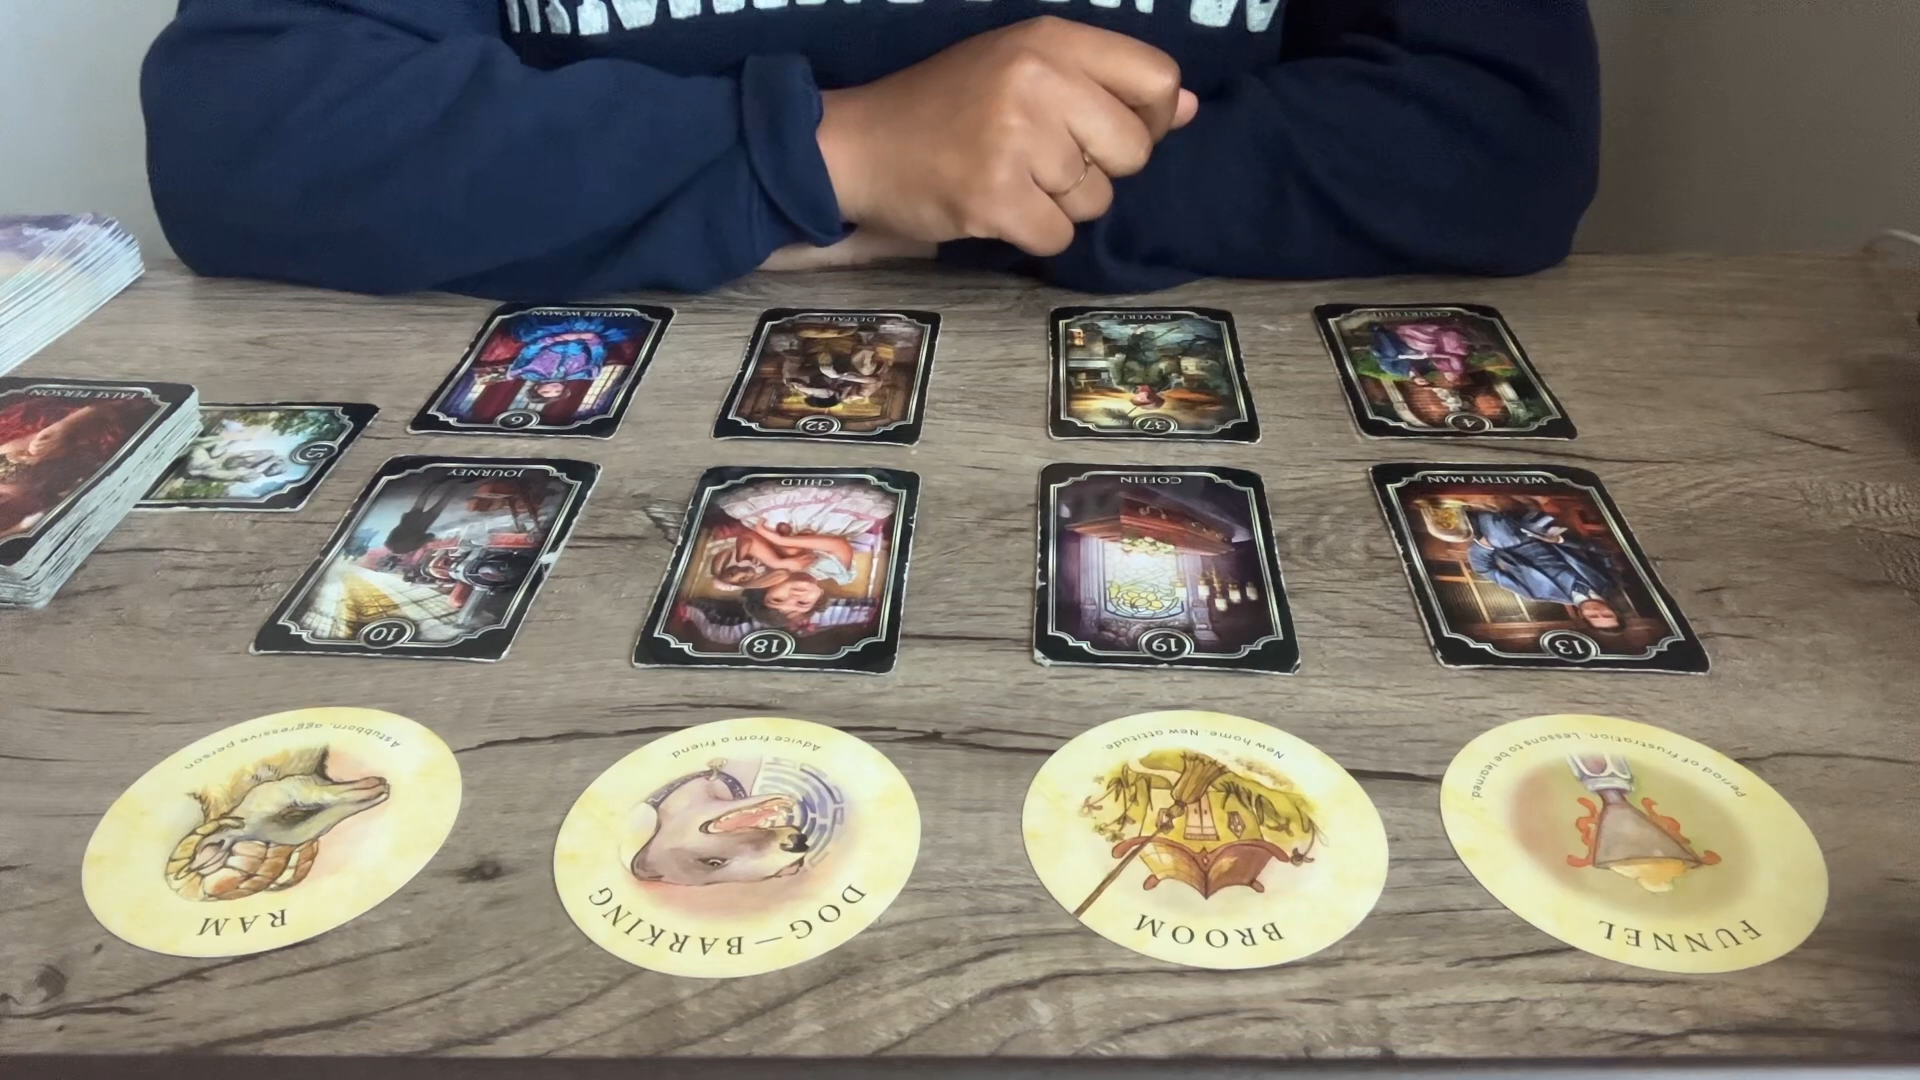 FALSE PERSON
15
MATURE WOMAN
6
DESPAIR
32
POVERTY
37
COURTSHIP
4
JOURNEY
10
CHILD
18
COFFIN
19
WEALTHY MAN
13
A stubborn, aggressive person.
RAM
Advice from a friend
DOG—BARKING
New home. New attitude.
BROOM
Period of frustration. Lessons to be learned.
FUNNEL